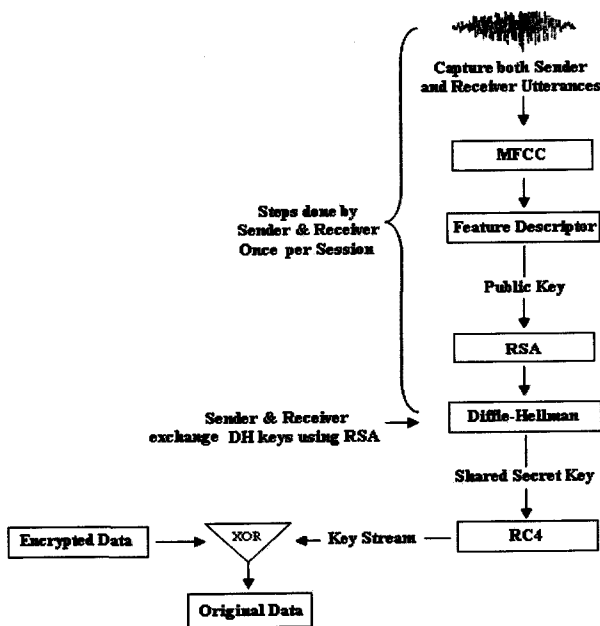 Capture both Sender
and Receiver Utterances
MFCC
Steps done by
Sender & Receiver
Once per Session
Feature Descriptor
Public Key
RSA
Sender & Receiver
exchange DH keys using RSA
Diffie-Hellman
Shared Secret Key
Encrypted Data
XOR
Key Stream
RC4
Original Data